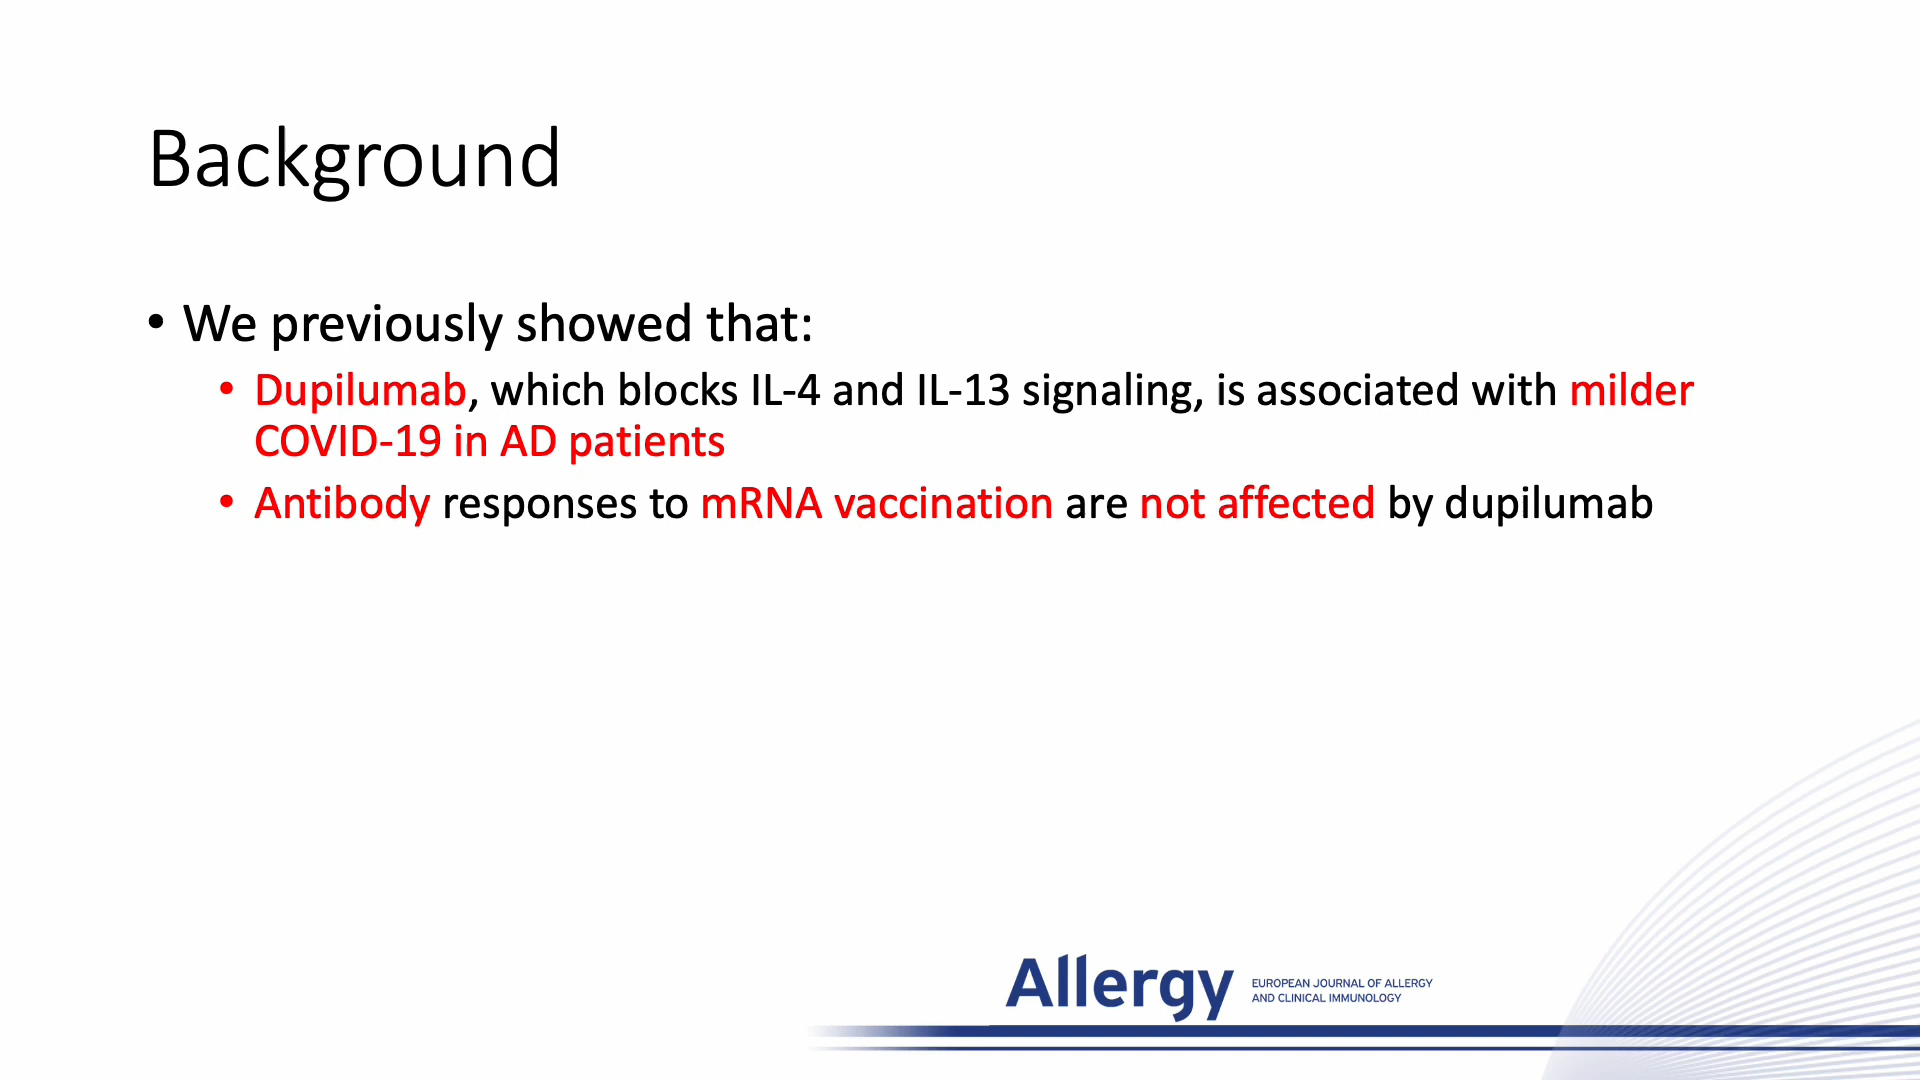 Background
• We previously showed that:
• Dupilumab, which blocks IL-4 and IL-13 signaling, is associated with milder
COVID-19 in AD patients
• Antibody responses to mRNA vaccination are not affected by dupilumab
Allergy
EUROPEAN JOURNAL OF ALLERGY
AND CLINICAL IMMUNOLOGY